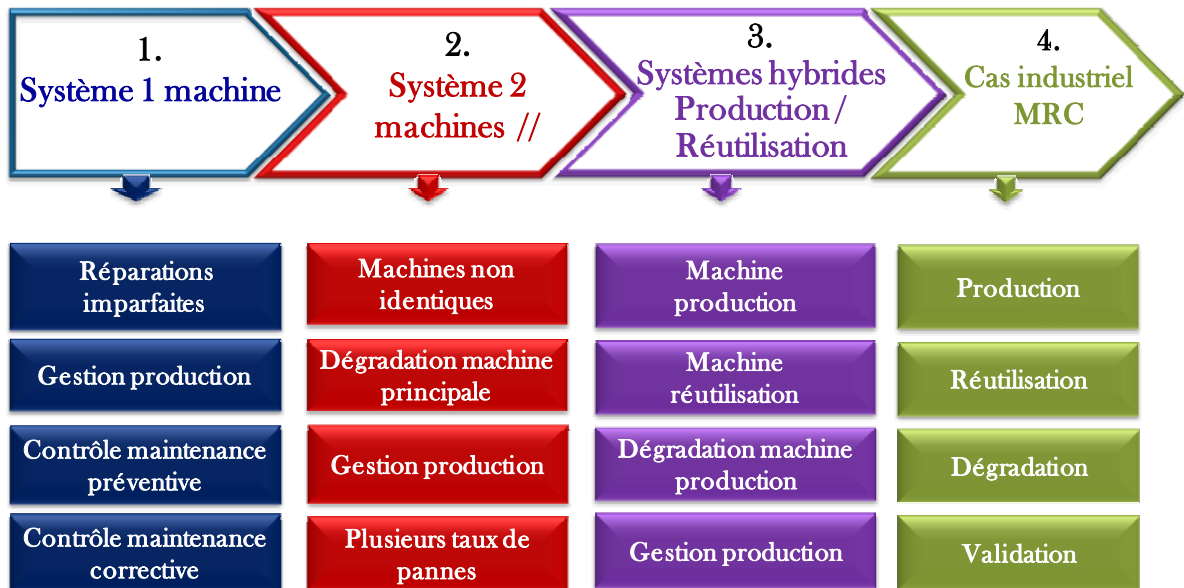 1.
Système 1 machine
2.
Système 2
machines //
3.
Systèmes hybrides
Production /
Réutilisation
4.
Cas industriel
MRC
Réparations
imparfaites
Gestion production
Contrôle maintenance
préventive
Contrôle maintenance
corrective
Machines non
identiques
Dégradation machine
principale
Gestion production
Plusieurs taux de
pannes
Machine
production
Machine
réutilisation
Dégradation machine
production
Gestion production
Production
Réutilisation
Dégradation
Validation